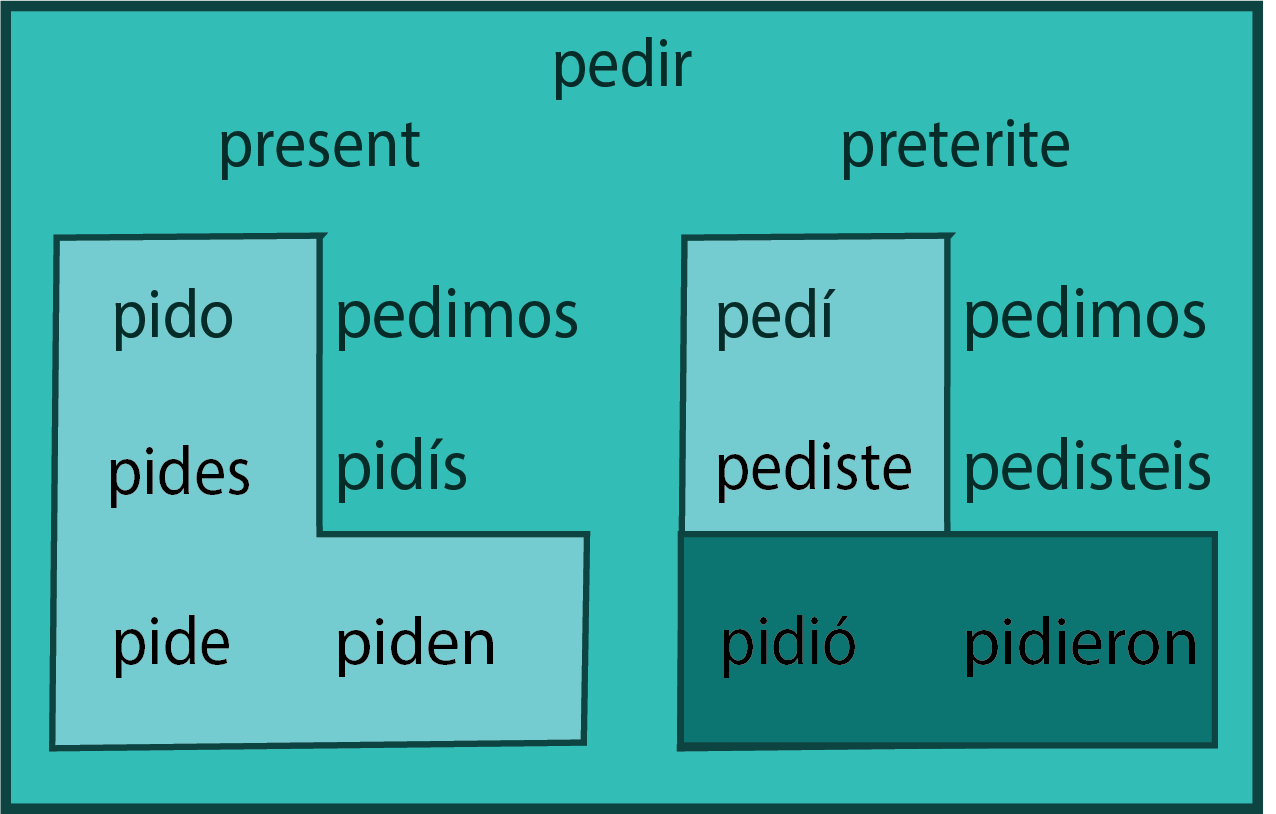 pedir
present preterite
pido pedimos pedí pedimos
pides pidís pediste pedisteis
pide piden pidió pidieron